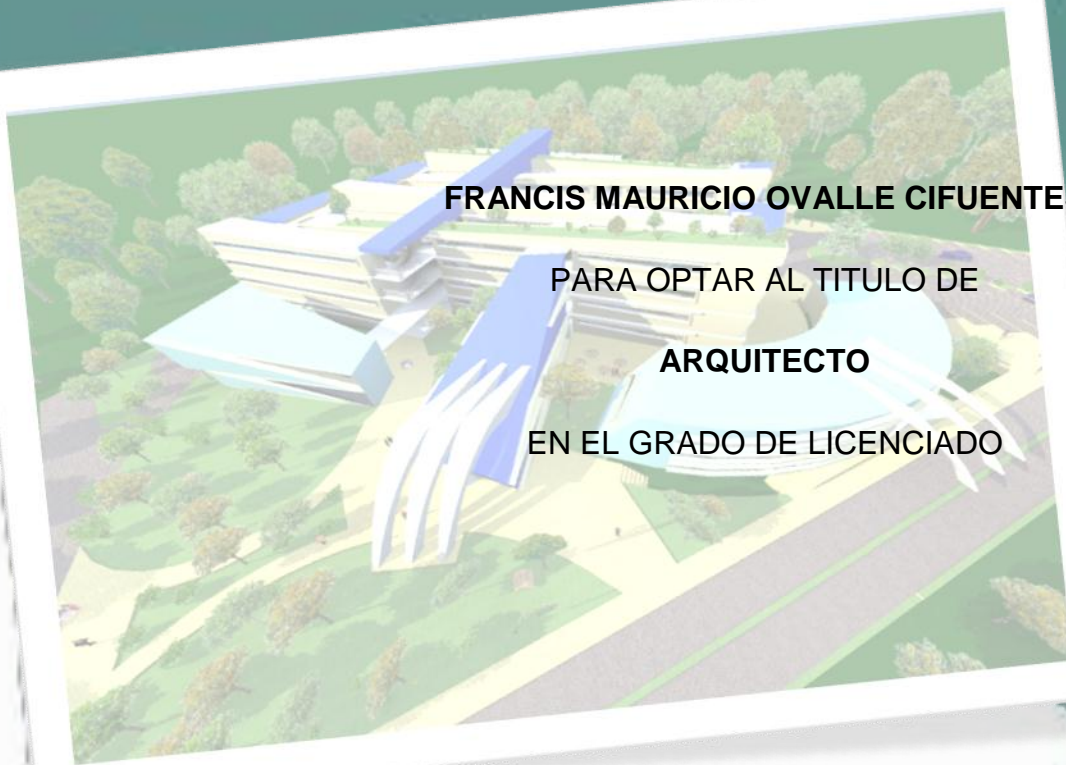 FRANCIS MAURICIO OVALLE CIFUENTE
PARA OPTAR AL TITULO DE
ARQUITECTO
EN EL GRADO DE LICENCIADO